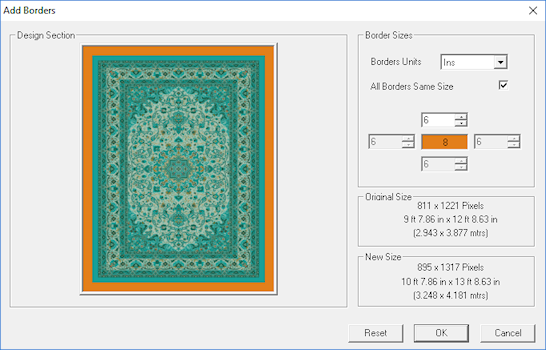 Add Borders
Design Section
Border Sizes
Borders Units Ins
All Borders Same Size
6
6 8 6
6
Original Size
811 x 1221 Pixels
9 ft 7.86 in x 12 ft 8.63 in
(2.943 x 3.877 mtrs)
New Size
895 x 1317 Pixels
10 ft 7.86 in x 13 ft 8.63 in
(3.248 x 4.181 mtrs)
Reset OK Cancel